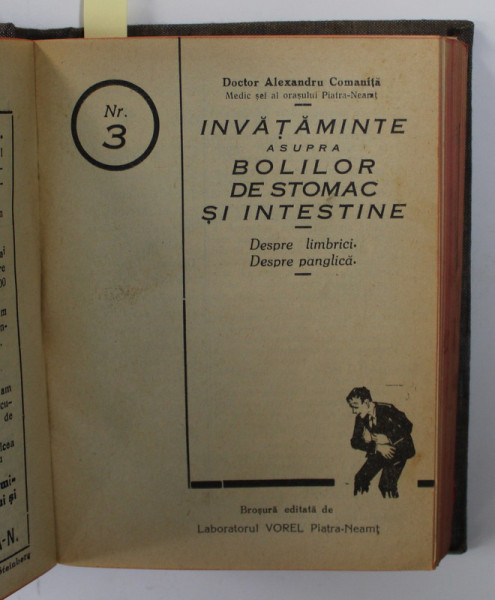 Nr.
3
Doctor Alexandru Comaniță
Medic șef al orașului Piatra-Neamț
INVĂȚĂMINTE
ASUPRA
BOLILOR
DE STOMAC
ȘI INTESTINE
Despre limbrici.
Despre panglică.
Broșură editată de
Laboratorul VOREL Piatra-Neamț